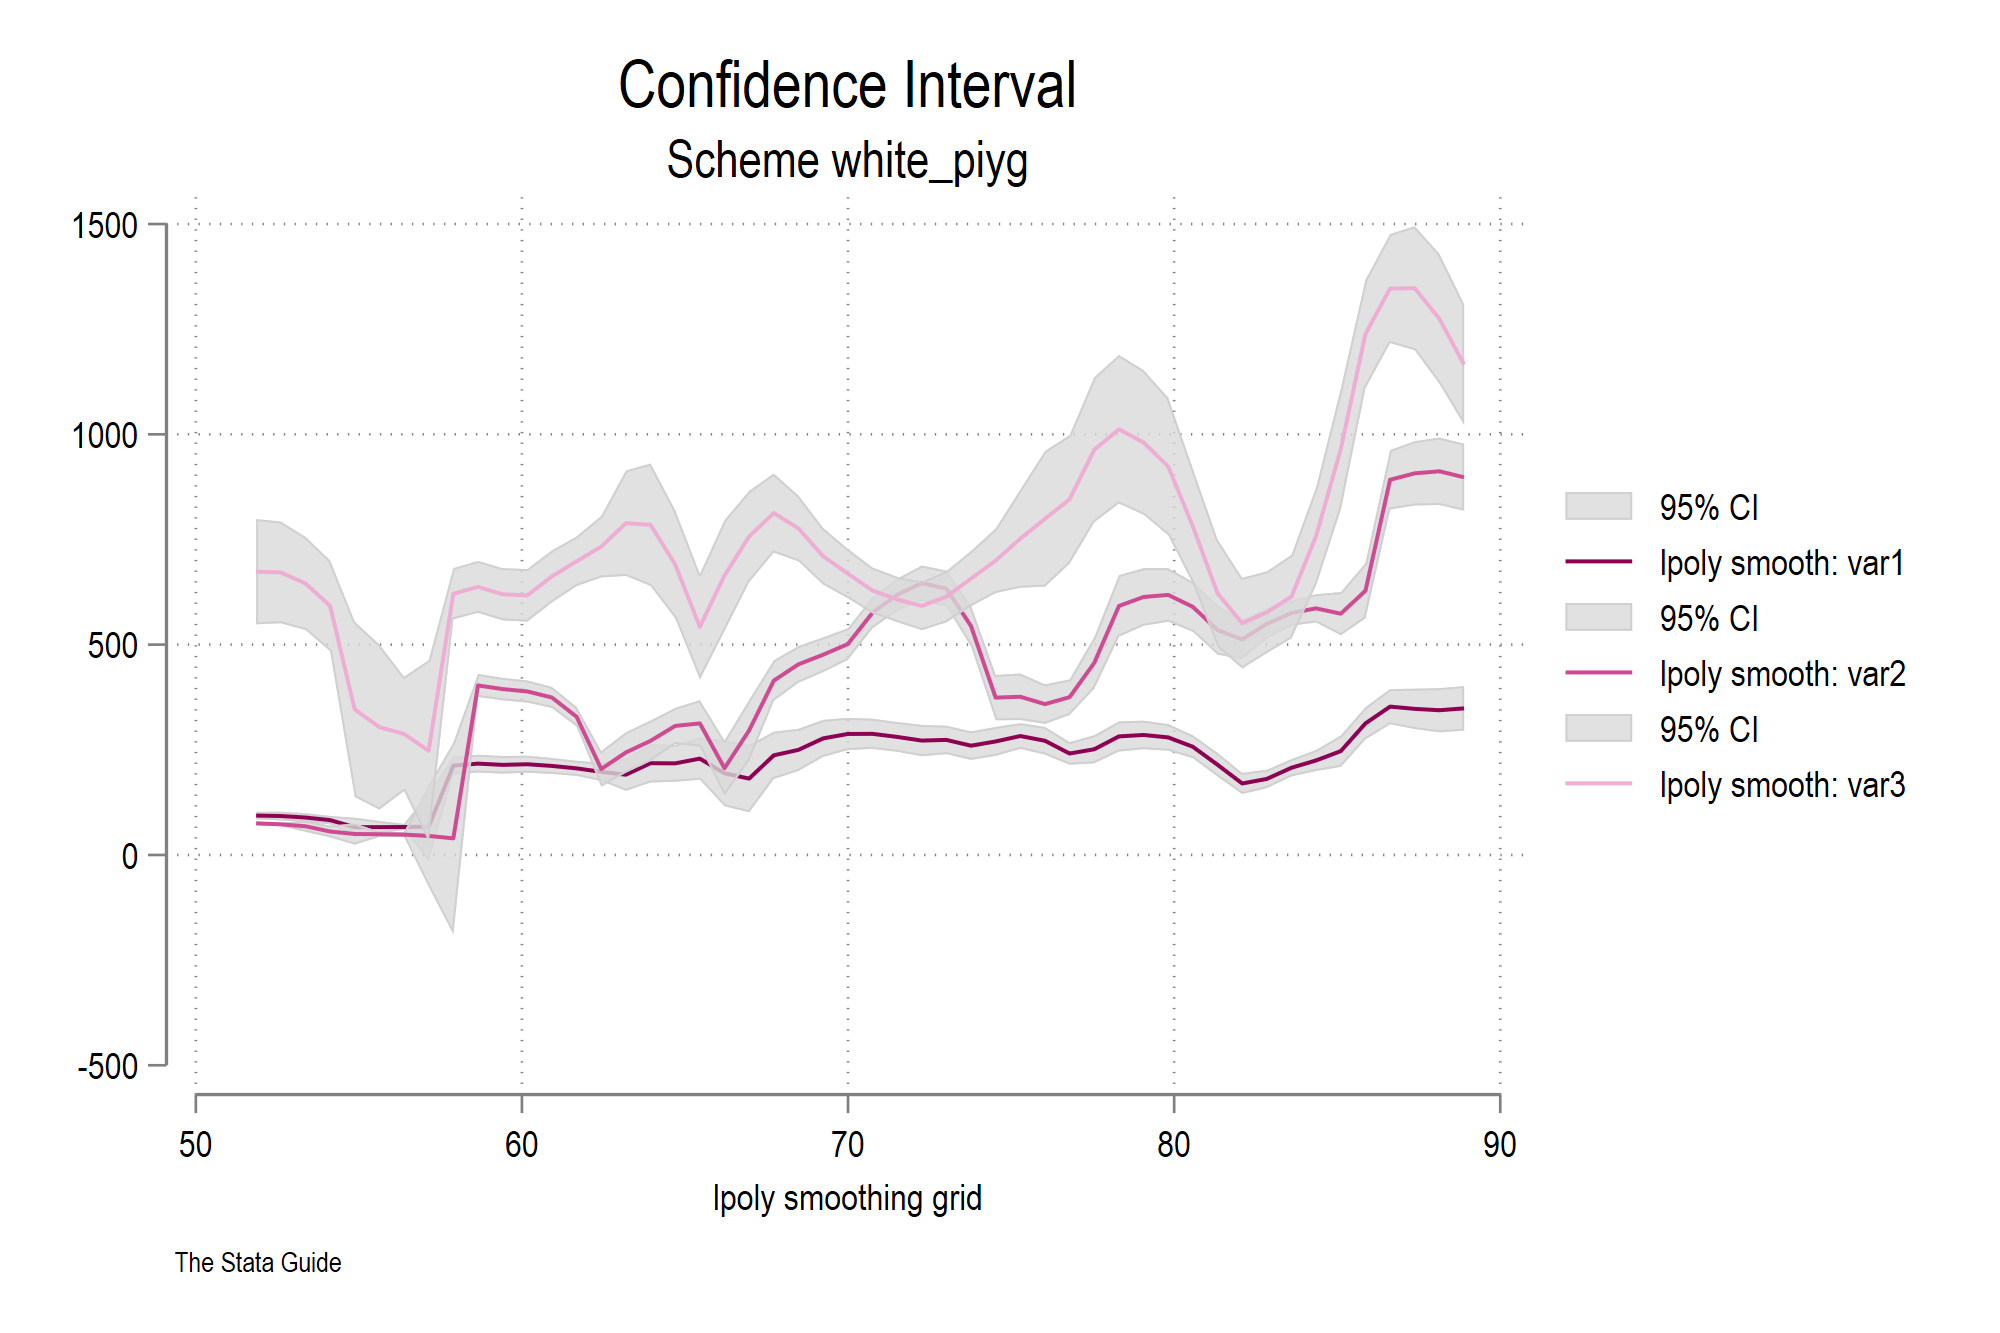 Confidence Interval
Scheme white_piyg
1500
1000
500
0
-500
50 60 70 80 90
lpoly smoothing grid
95% CI
lpoly smooth: var1
95% CI
lpoly smooth: var2
95% CI
lpoly smooth: var3
The Stata Guide